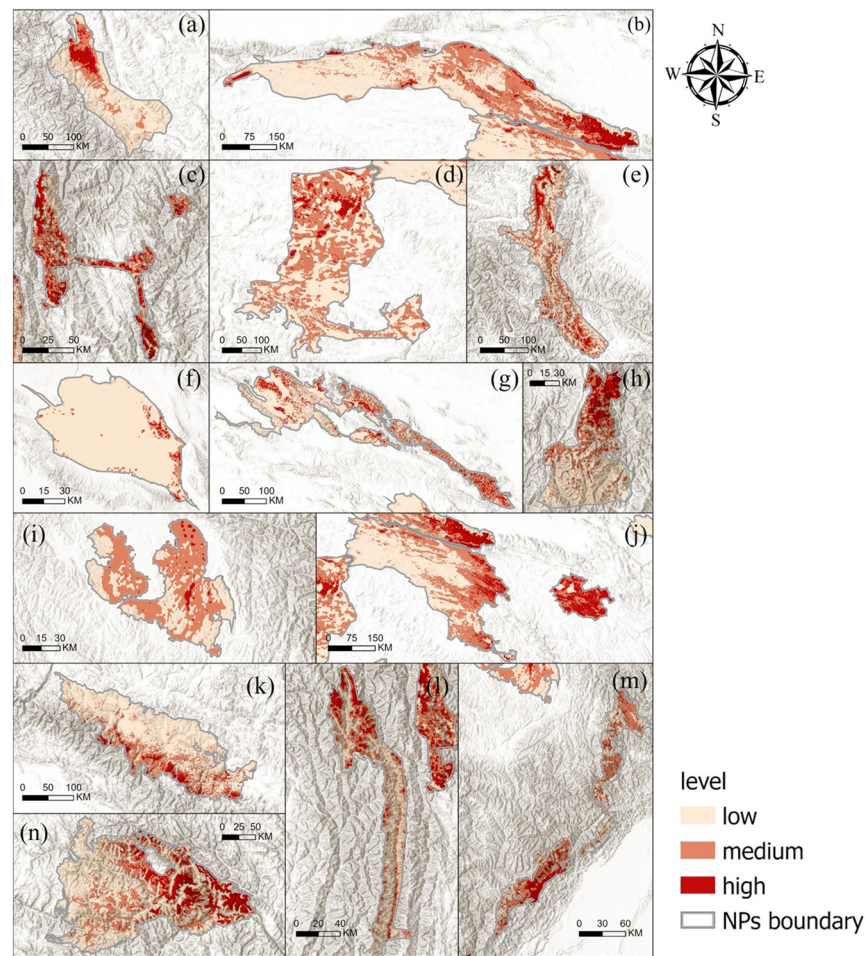 (a)
0 50 100
KM
(b)
0 75 150
KM
N
W E
S
(c)
0 25 50
KM
(d)
0 50 100
KM
(e)
0 50 100
KM
(f)
0 15 30
KM
(g)
0 50 100
KM
(h)
0 15 30
KM
(i)
0 15 30
KM
(j)
0 75 150
KM
(k)
0 50 100
KM
(l)
0 20 40
KM
(m)
0 30 60
KM
(n)
0 25 50
KM
level
low
medium
high
NPs boundary